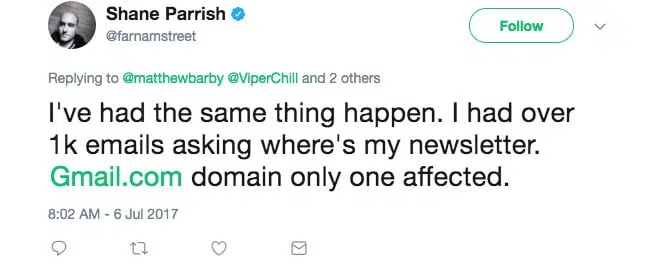 Shane Parrish
@farnamstreet
Follow
Replying to @matthewbarby @ViperChill and 2 others
I've had the same thing happen. I had over
1k emails asking where's my newsletter.
Gmail.com domain only one affected.
8:02 AM - 6 Jul 2017